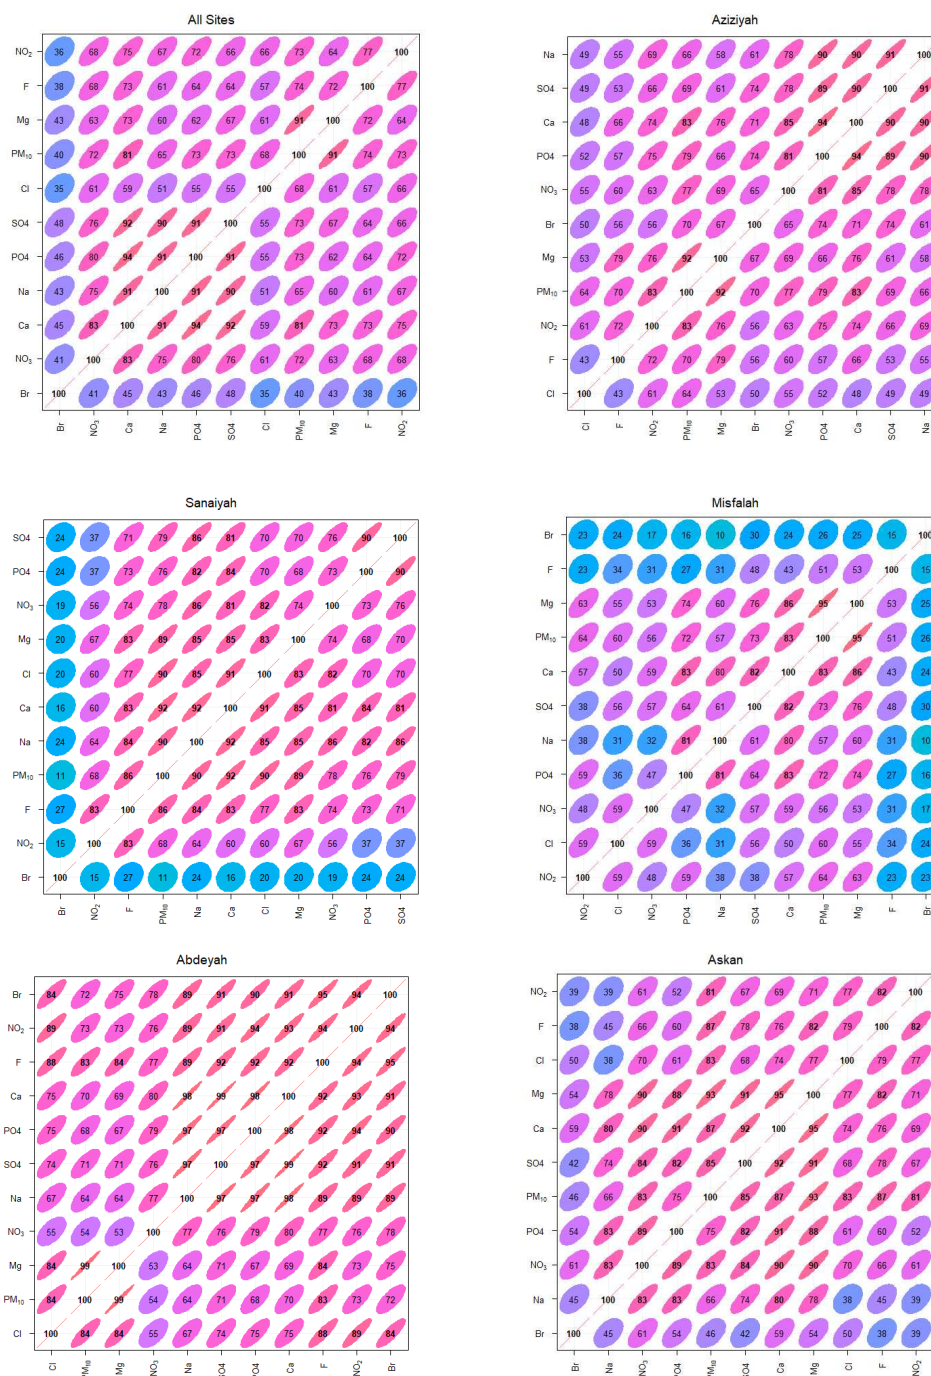 All Sites
NO₂ 36 68 75 67 72 66 66 73 64 77 100
F 38 68 73 61 64 64 57 74 72 100 77
Mg 43 63 73 60 62 67 61 91 100 72 64
PM₁₀ 40 72 81 65 73 73 68 100 91 74 73
Cl 35 61 59 51 55 55 100 68 61 57 66
SO4 48 76 92 90 91 100 55 73 67 64 66
PO4 46 80 94 91 100 91 55 73 62 64 72
Na 43 75 91 100 91 90 51 65 60 61 67
Ca 45 83 100 91 94 92 59 81 73 73 75
NO₃ 41 100 83 75 80 76 61 72 63 68 68
Br 100 41 45 43 46 48 35 40 43 38 36
Br NO₃ Ca Na PO4 SO4 Cl PM₁₀ Mg F NO₂
Aziziyah
Na 49 55 69 66 58 61 78 90 90 91 100
SO4 49 53 66 69 61 74 78 89 90 100 91
Ca 48 66 74 83 76 71 85 94 100 90 90
PO4 52 57 75 79 66 74 81 100 94 89 90
NO₃ 55 60 63 77 69 65 100 81 85 78 78
Br 50 56 56 70 67 100 65 74 71 74 61
Mg 53 79 76 92 100 67 69 66 76 61 58
PM₁₀ 64 70 83 100 92 70 77 79 83 69 66
NO₂ 61 72 100 83 76 56 63 75 74 66 69
F 43 100 72 70 79 56 60 57 66 53 55
Cl 100 43 61 64 53 50 55 52 48 49 49
Cl F NO₂ PM₁₀ Mg Br NO₃ PO4 Ca SO4 Na
Sanaiyah
SO4 24 37 71 79 86 81 70 70 76 90 100
PO4 24 37 73 76 82 84 70 68 73 100 90
NO₃ 19 56 74 78 86 81 82 74 100 73 76
Mg 20 67 83 89 85 85 83 100 74 68 70
Cl 20 60 77 90 85 91 100 83 82 70 70
Ca 16 60 83 92 92 100 91 85 81 84 81
Na 24 64 84 90 100 92 85 85 86 82 86
PM₁₀ 11 68 86 100 90 92 90 89 78 76 79
F 27 83 100 86 84 83 77 83 74 73 71
NO₂ 15 100 83 68 64 60 60 67 56 37 37
Br 100 15 27 11 24 16 20 20 19 24 24
Br NO₂ F PM₁₀ Na Ca Cl Mg NO₃ PO4 SO4
Misfalah
Br 23 24 17 16 10 30 24 26 25 15 100
F 23 34 31 27 31 48 43 51 53 100 15
Mg 63 55 53 74 60 76 86 95 100 53 25
PM₁₀ 64 60 56 72 57 73 83 100 95 51 26
Ca 57 50 59 83 80 82 100 83 86 43 24
SO4 38 56 57 64 61 100 82 73 76 48 30
Na 38 31 32 81 100 61 80 57 60 31 10
PO4 59 36 47 100 81 64 83 72 74 27 16
NO₃ 48 59 100 47 32 57 59 56 53 31 17
Cl 59 100 59 36 31 56 50 60 55 34 24
NO₂ 100 59 48 59 38 38 57 64 63 23 23
NO₂ Cl NO₃ PO4 Na SO4 Ca PM₁₀ Mg F Br
Abdeyah
Br 84 72 75 78 89 91 90 91 95 94 100
NO₂ 89 73 73 76 89 91 94 93 94 100 94
F 88 83 84 77 89 92 92 92 100 94 95
Ca 75 70 69 80 98 99 98 100 92 93 91
PO4 75 68 67 79 97 97 100 98 92 94 90
SO4 74 71 71 76 97 100 97 99 92 91 91
Na 67 64 64 77 100 97 97 98 89 89 89
NO₃ 55 54 53 100 77 76 79 80 77 76 78
Mg 84 99 100 53 64 71 67 69 84 73 75
PM₁₀ 84 100 99 54 64 71 68 70 83 73 72
Cl 100 84 84 55 67 74 75 75 88 89 84
Cl PM₁₀ Mg NO₃ Na SO4 PO4 Ca F NO₂ Br
Askan
NO₂ 39 39 61 52 81 67 69 71 77 82 100
F 38 45 66 60 87 78 76 82 79 100 82
Cl 50 38 70 61 83 68 74 77 100 79 77
Mg 54 78 90 88 93 91 95 100 77 82 71
Ca 59 80 90 91 87 92 100 95 74 76 69
SO4 42 74 84 82 85 100 92 91 68 78 67
PM₁₀ 46 66 83 75 100 85 87 93 83 87 81
PO4 54 83 89 100 75 82 91 88 61 60 52
NO₃ 61 83 100 89 83 84 90 90 70 66 61
Na 45 100 83 83 66 74 80 78 38 45 39
Br 100 45 61 54 46 42 59 54 50 38 39
Br Na NO₃ PO4 PM₁₀ SO4 Ca Mg Cl F NO₂